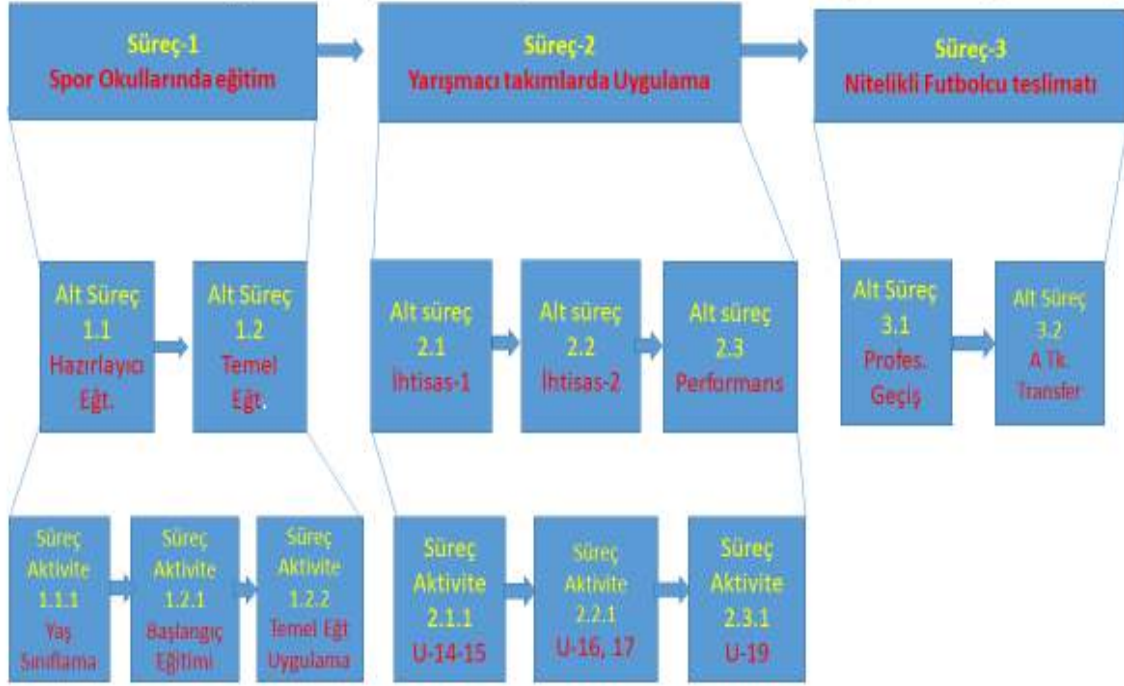 Süreç-1
Spor Okullarında eğitim
Süreç-2
Yarışmacı takımlarda Uygulama
Süreç-3
Nitelikli Futbolcu teslimatı
Alt Süreç
1.1
Hazırlayıcı
Eğt.
Alt Süreç
1.2
Temel
Eğt.
Alt süreç
2.1
İhtisas-1
Alt süreç
2.2
İhtisas-2
Alt süreç
2.3
Performans
Alt Süreç
3.1
Profes.
Geçiş
Alt Süreç
3.2
A Tk.
Transfer
Süreç
Aktivite
1.1.1
Yaş
Sınıflama
Süreç
Aktivite
1.2.1
Başlangıç
Eğitimi
Süreç
Aktivite
1.2.2
Temel Eğt
Uygulama
Süreç
Aktivite
2.1.1
U-14-15
Süreç
Aktivite
2.2.1
U-16, 17
Süreç
Aktivite
2.3.1
U-19